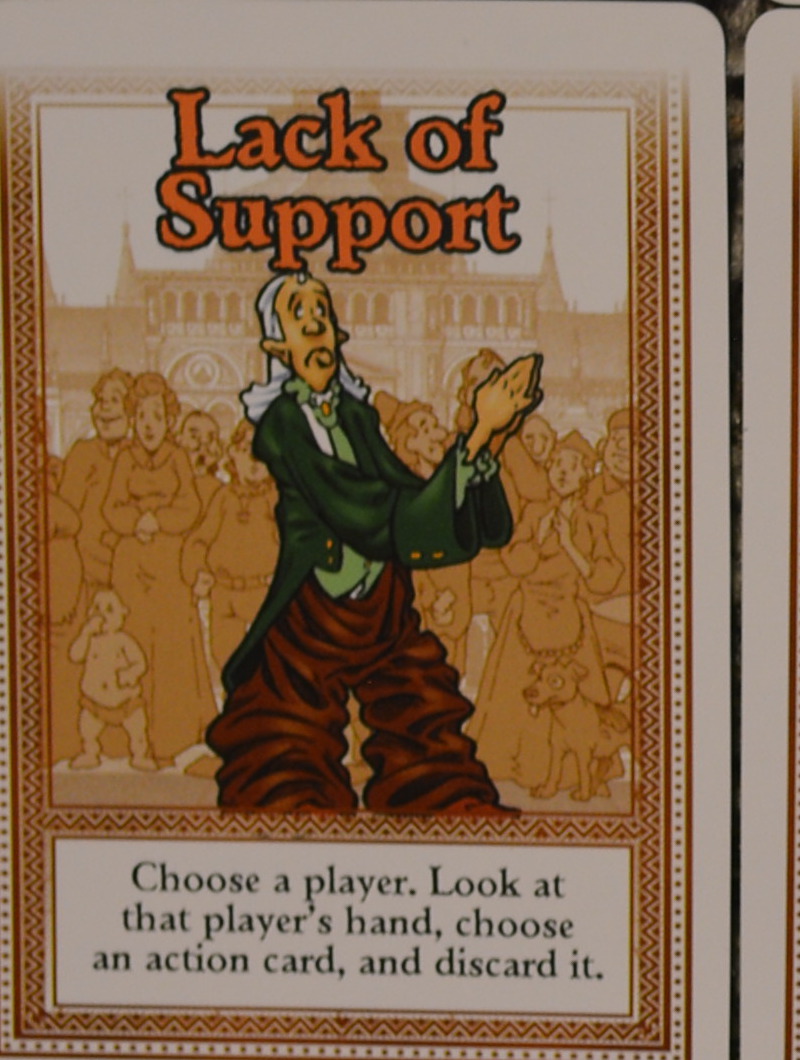 Lack of
Support
Choose a player. Look at
that player's hand, choose
an action card, and discard it.